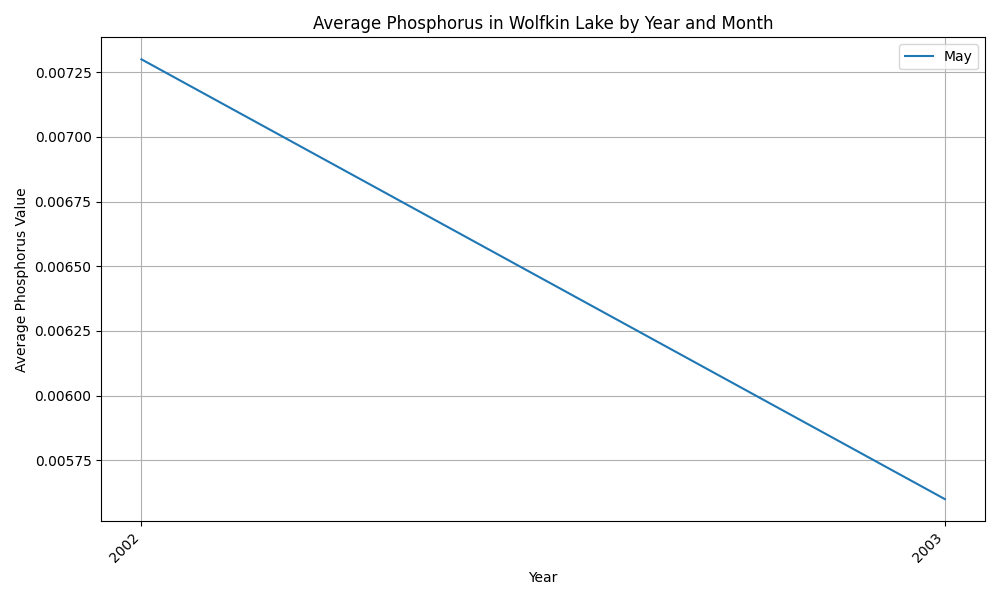 Average Phosphorus in Wolfkin Lake by Year and Month
May
0.00725
0.00700
0.00675
0.00650
0.00625
0.00600
0.00575
Average Phosphorus Value
2002
2003
Year